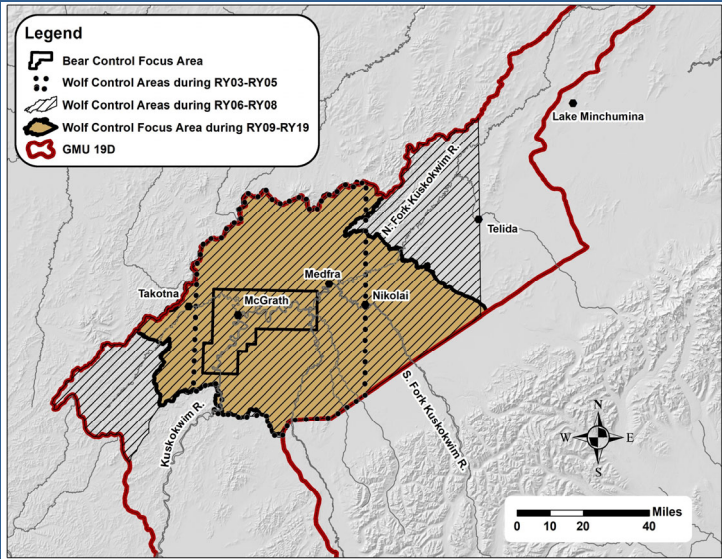 Legend
Bear Control Focus Area
Wolf Control Areas during RY03-RY05
Wolf Control Areas during RY06-RY08
Wolf Control Focus Area during RY09-RY19
GMU 19D
Lake Minchumina
N. Fork Kuskokwim R.
Telida
Medfra
Takotna
McGrath
Nikolai
Kuskokwim R.
S. Fork Kuskokwim R.
N
W
E
S
Miles
0
10
20
40